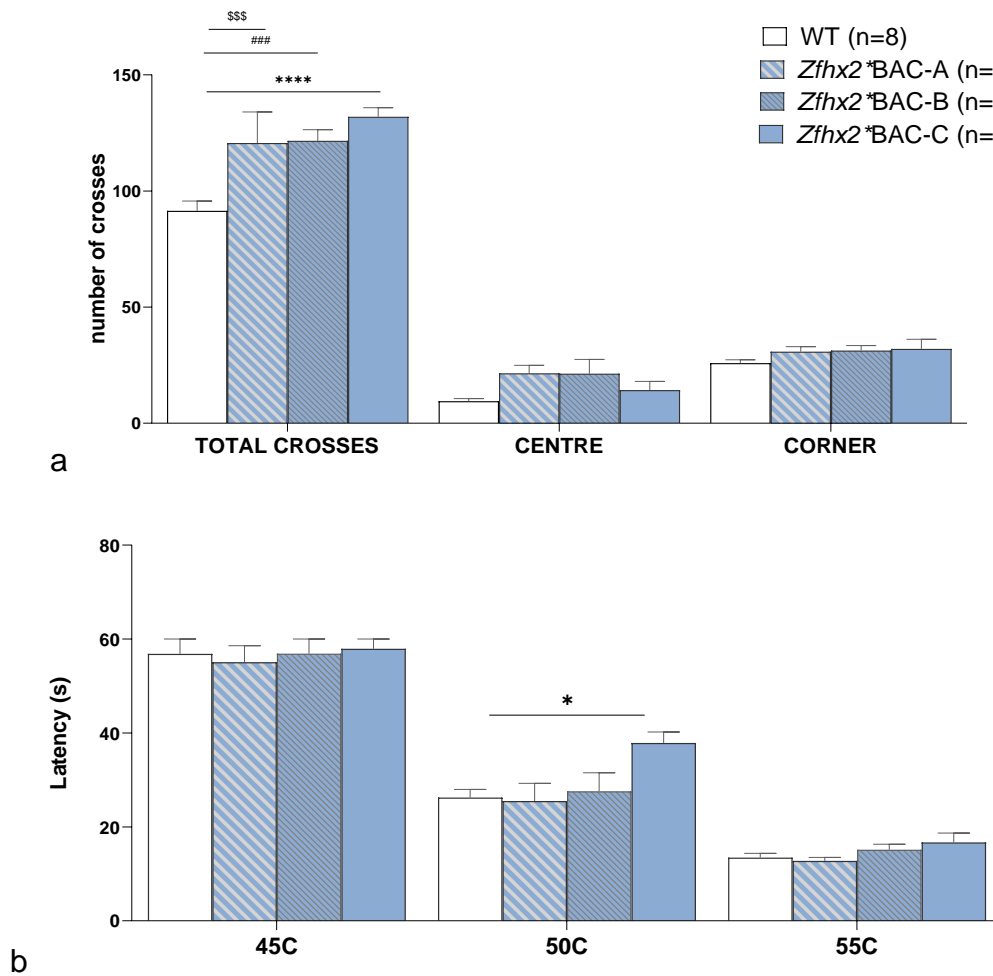 $$$
###
****
WT (n=8)
Zfhx2*BAC-A (n=
Zfhx2*BAC-B (n=
Zfhx2*BAC-C (n=
number of crosses
150
100
50
0
TOTAL CROSSES
CENTRE
CORNER
a
Latency (s)
80
60
40
20
0
*
45C
50C
55C
b